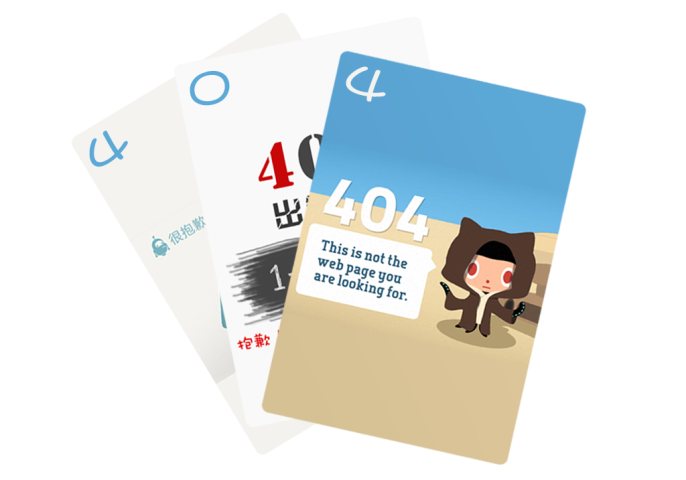 4
很抱歉
0
40
出
1
抱歉
4
404
This is not the
web page you
are looking for.